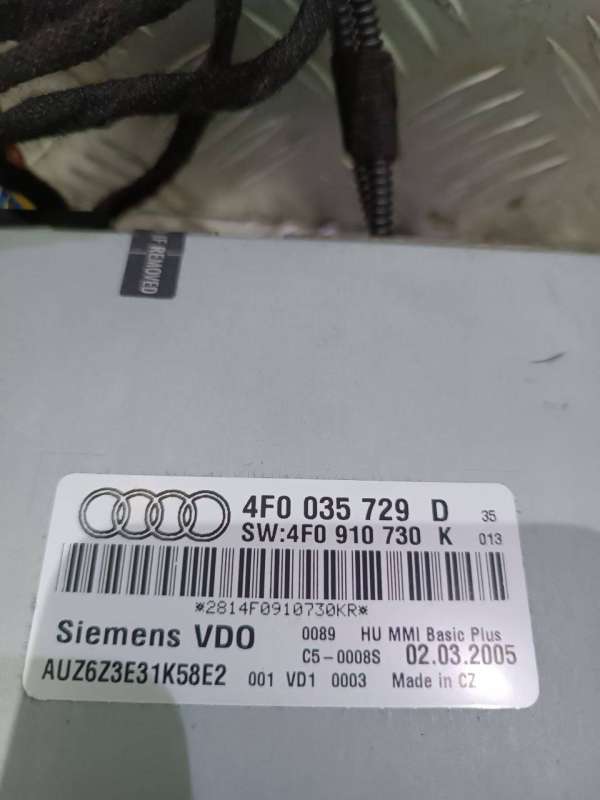 IF REMOVED
4F0 035 729 D 35
SW:4F0 910 730 K 013
*2814F0910730KR*
Siemens VDO 0089 HU MMI Basic Plus
C5-0008S 02.03.2005
AUZ6Z3E31K58E2 001 VD1 0003 Made in CZ